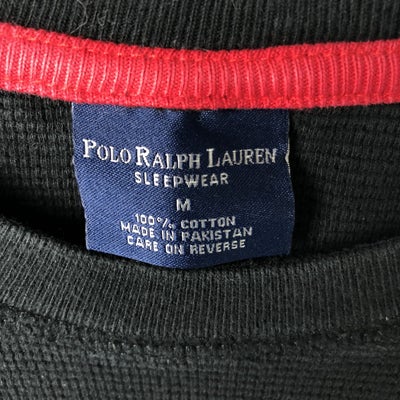 POLO RALPH LAUREN
SLEEPWEAR
M
100% COTTON
MADE IN PAKISTAN
CARE ON REVERSE